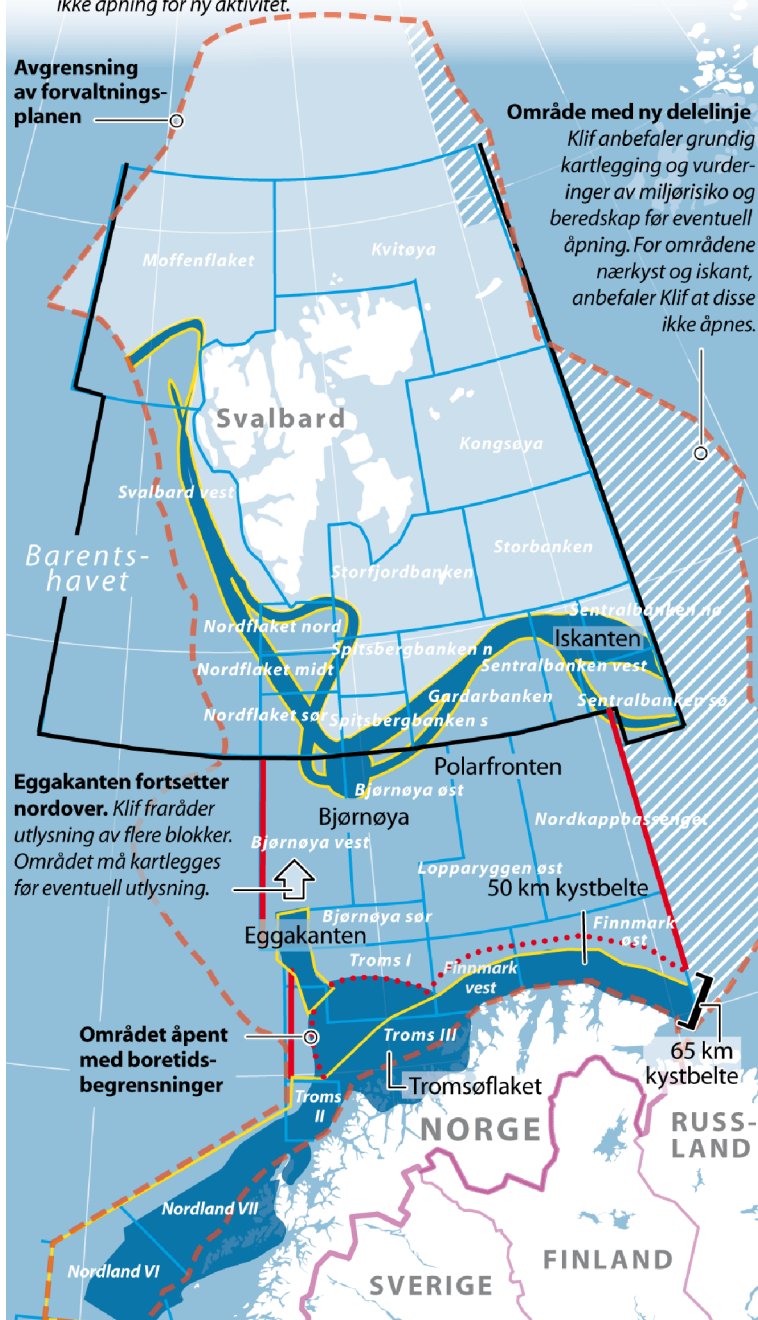 ikke åpning for ny aktivitet.
Avgrensning
av forvaltnings-
planen
Område med ny delelinje
Klif anbefaler grundig
kartlegging og vurder-
inger av miljørisiko og
beredskap før eventuell
åpning. For områdene
nærkyst og iskant,
anbefaler Klif at disse
ikke åpnes.
Moffenflaket
Kvitøya
Svalbard
Kongsøya
Svalbard vest
Barents-
havet
Storbanken
Storfjordbanken
Sentralbanken nø
Nordflaket nord
Iskanten
Spitsbergbanken n
Nordflaket midt
Sentralbanken vest
Gardarbanken
Sentralbanken sø
Nordflaket sør
Spitsbergbanken s
Polarfronten
Eggakanten fortsetter
nordover. Klif fraråder
utlysning av flere blokker.
Området må kartlegges
før eventuell utlysning.
Bjørnøya øst
Bjørnøya
Nordkappbassenget
Bjørnøya vest
Lopparyggen øst
50 km kystbelte
Bjørnøya sør
Finnmark
øst
Eggakanten
Troms I
Finnmark
vest
Området åpent
med boretids-
begrensninger
Troms III
65 km
kystbelte
Tromsøflaket
Troms
II
NORGE
RUSS-
LAND
Nordland VII
Nordland VI
FINLAND
SVERIGE